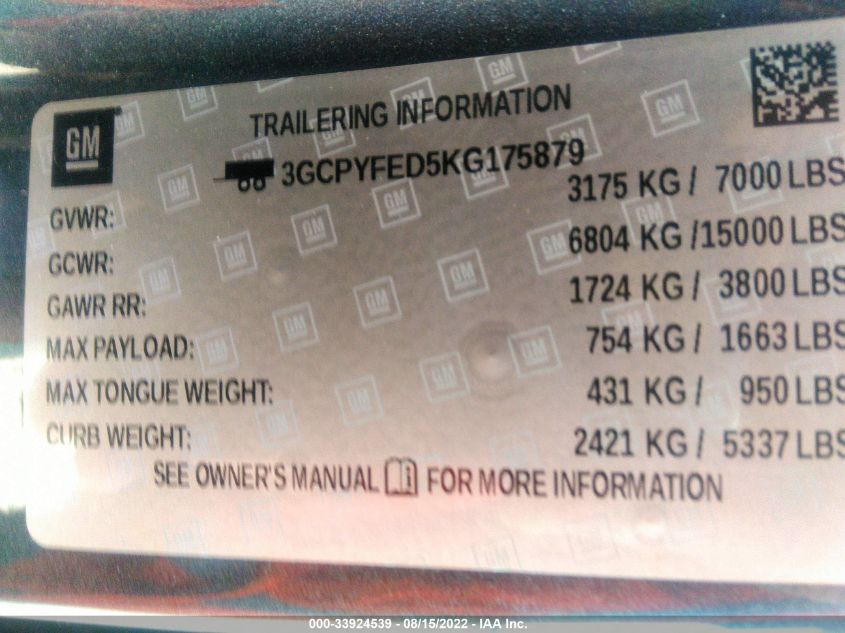 GM
TRAILERING INFORMATION
3GCPYFED5KG175879
GVWR: 3175 KG / 7000 LBS
GCWR: 6804 KG /15000 LBS
GAWR RR: 1724 KG / 3800 LBS
MAX PAYLOAD: 754 KG / 1663 LBS
MAX TONGUE WEIGHT: 431 KG / 950 LBS
CURB WEIGHT: 2421 KG / 5337 LBS
SEE OWNER'S MANUAL FOR MORE INFORMATION
000-33924539 - 08/15/2022 - IAA Inc.